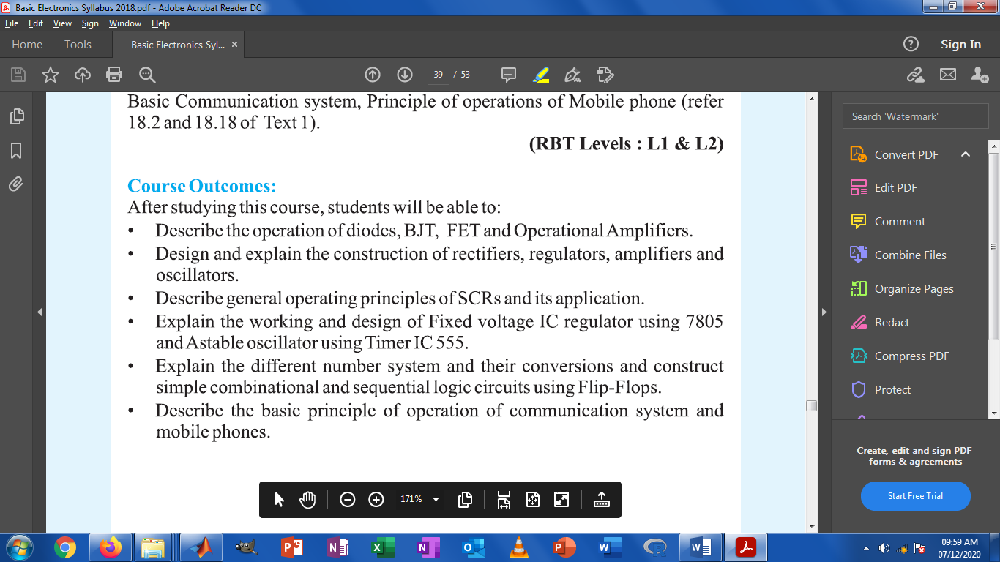 Basic Electronics Syllabus 2018.pdf - Adobe Acrobat Reader DC
File Edit View Sign Window Help
Home Tools Basic Electronics Syl... ×
? Sign In
39 / 53
Basic Communication system, Principle of operations of Mobile phone (refer
18.2 and 18.18 of Text 1).
(RBT Levels : L1 & L2)
Course Outcomes:
After studying this course, students will be able to:
• Describe the operation of diodes, BJT, FET and Operational Amplifiers.
• Design and explain the construction of rectifiers, regulators, amplifiers and
oscillators.
• Describe general operating principles of SCRs and its application.
• Explain the working and design of Fixed voltage IC regulator using 7805
and Astable oscillator using Timer IC 555.
• Explain the different number system and their conversions and construct
simple combinational and sequential logic circuits using Flip-Flops.
• Describe the basic principle of operation of communication system and
mobile phones.
171%
Search 'Watermark'
Convert PDF
Edit PDF
Comment
Combine Files
Organize Pages
Redact
Compress PDF
Protect
Create, edit and sign PDF
forms & agreements
Start Free Trial
09:59 AM
07/12/2020